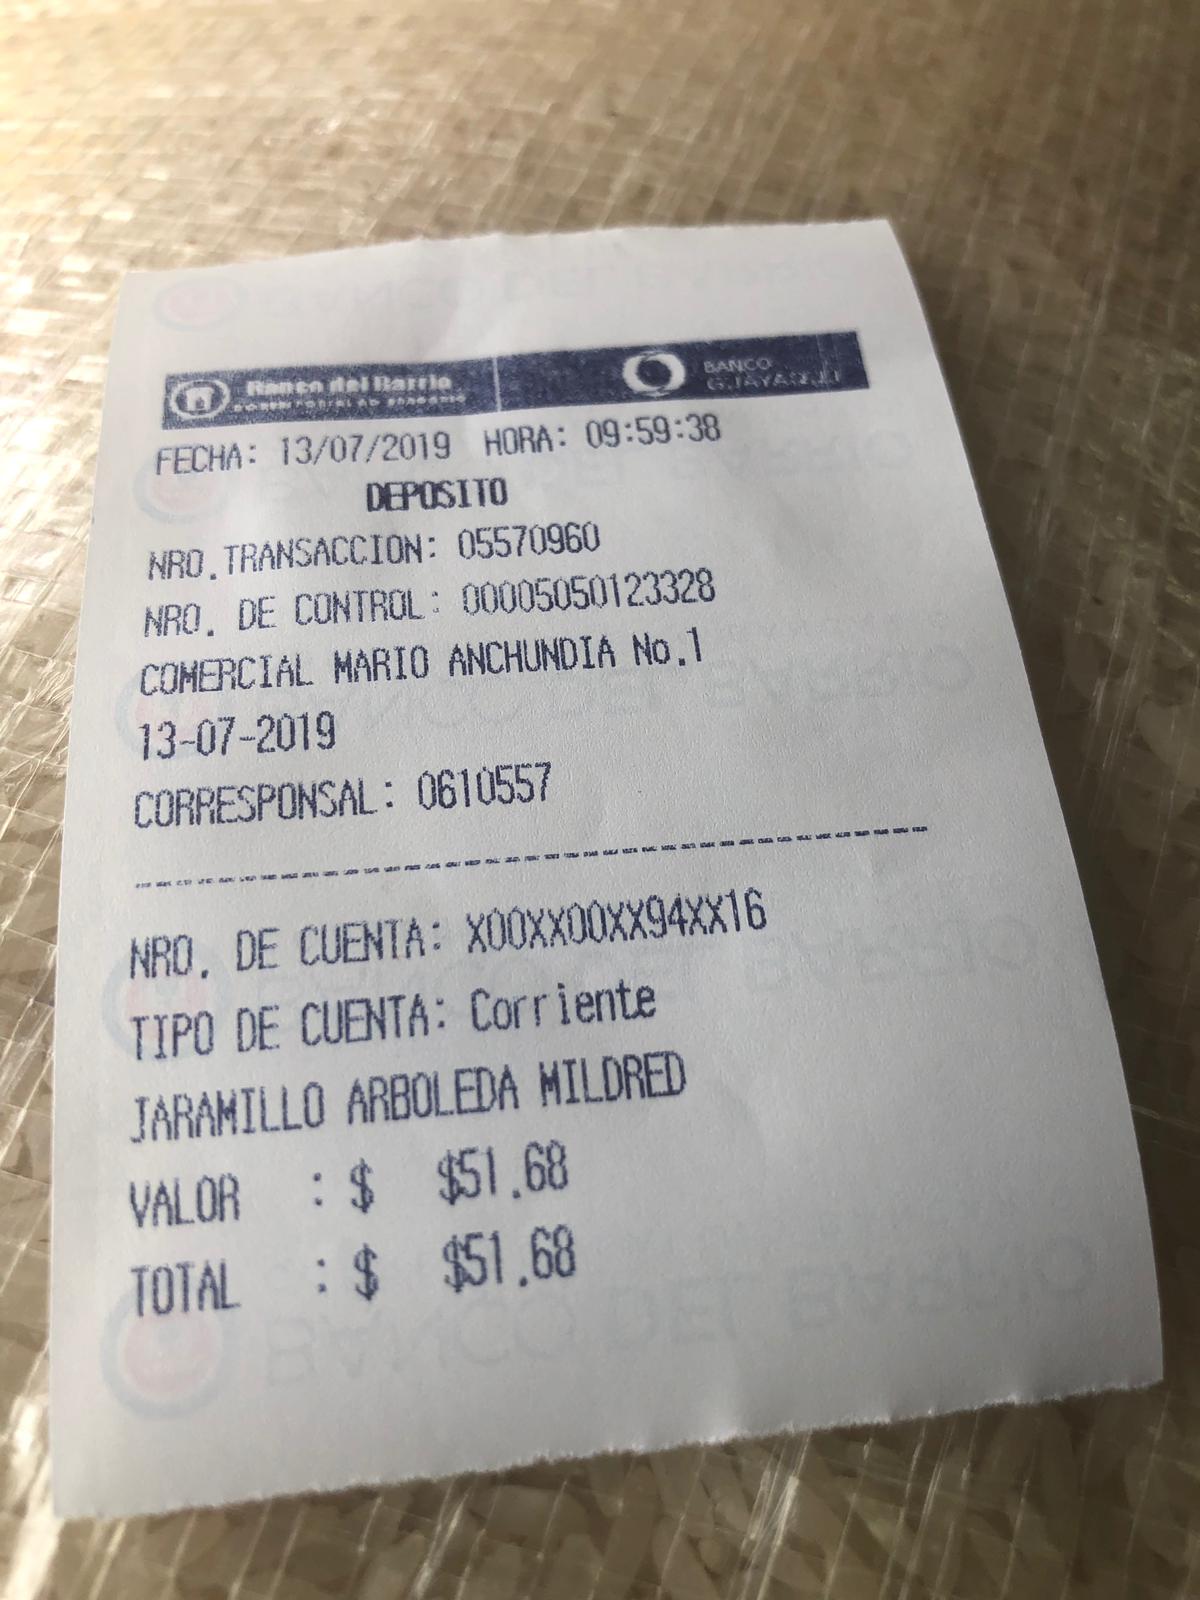 Banco del Barrio
BANCO
GUAYAQUIL
FECHA: 13/07/2019 HORA: 09:59:38
DEPOSITO
NRO.TRANSACCION: 05570960
NRO. DE CONTROL: 00005050123328
COMERCIAL MARIO ANCHUNDIA No.1
13-07-2019
CORRESPONSAL: 0610557
NRO. DE CUENTA: X00XX00XX94XX16
TIPO DE CUENTA: Corriente
JARAMILLO ARBOLEDA MILDRED
VALOR : $ $51.68
TOTAL : $ $51.68